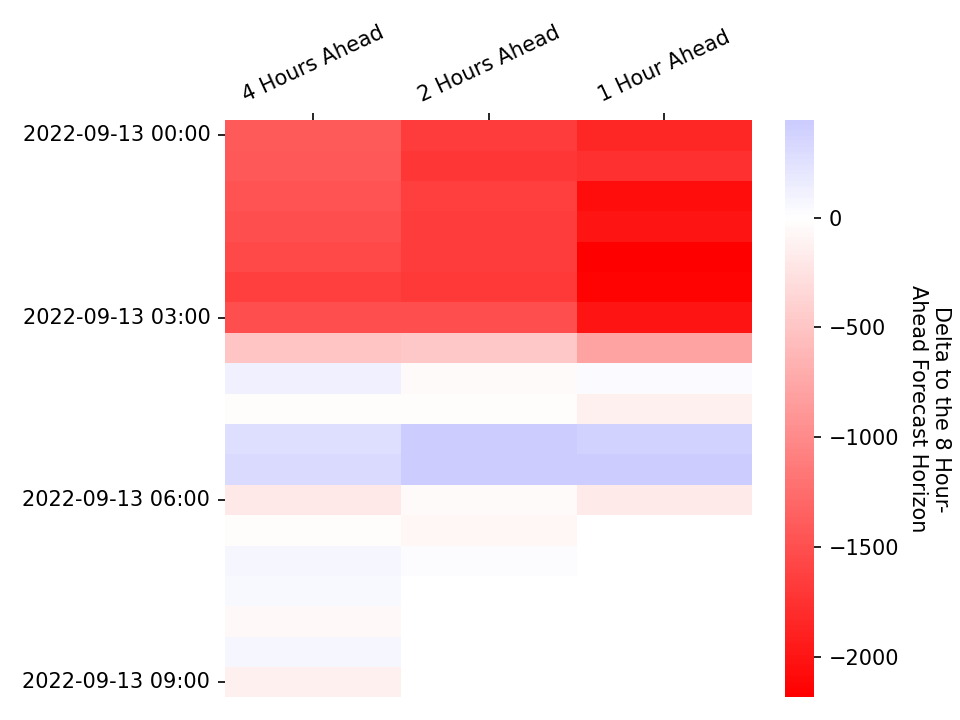 4 Hours Ahead
2 Hours Ahead
1 Hour Ahead
2022-09-13 00:00
2022-09-13 03:00
2022-09-13 06:00
2022-09-13 09:00
0
−500
−1000
−1500
−2000
Delta to the 8 Hour-
Ahead Forecast Horizon